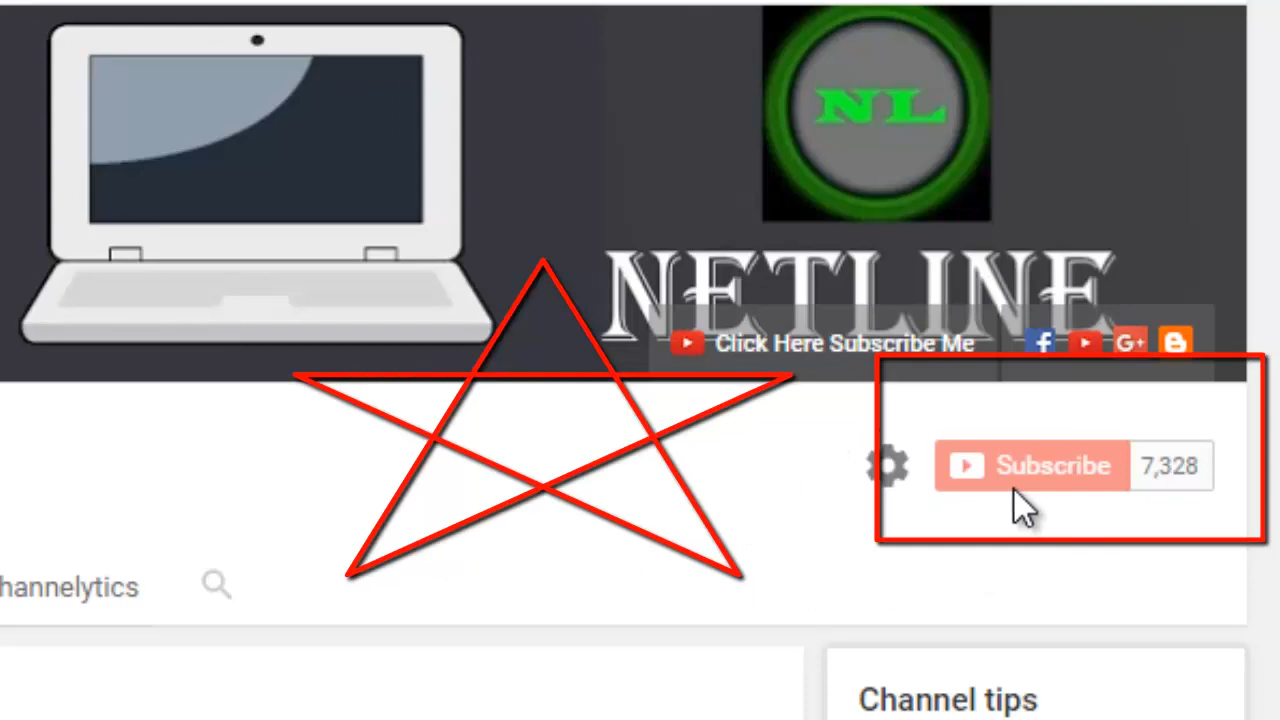 NL
NETLINE
Click Here Subscribe Me
f G+
Subscribe 7,328
hannelytics
Channel tips